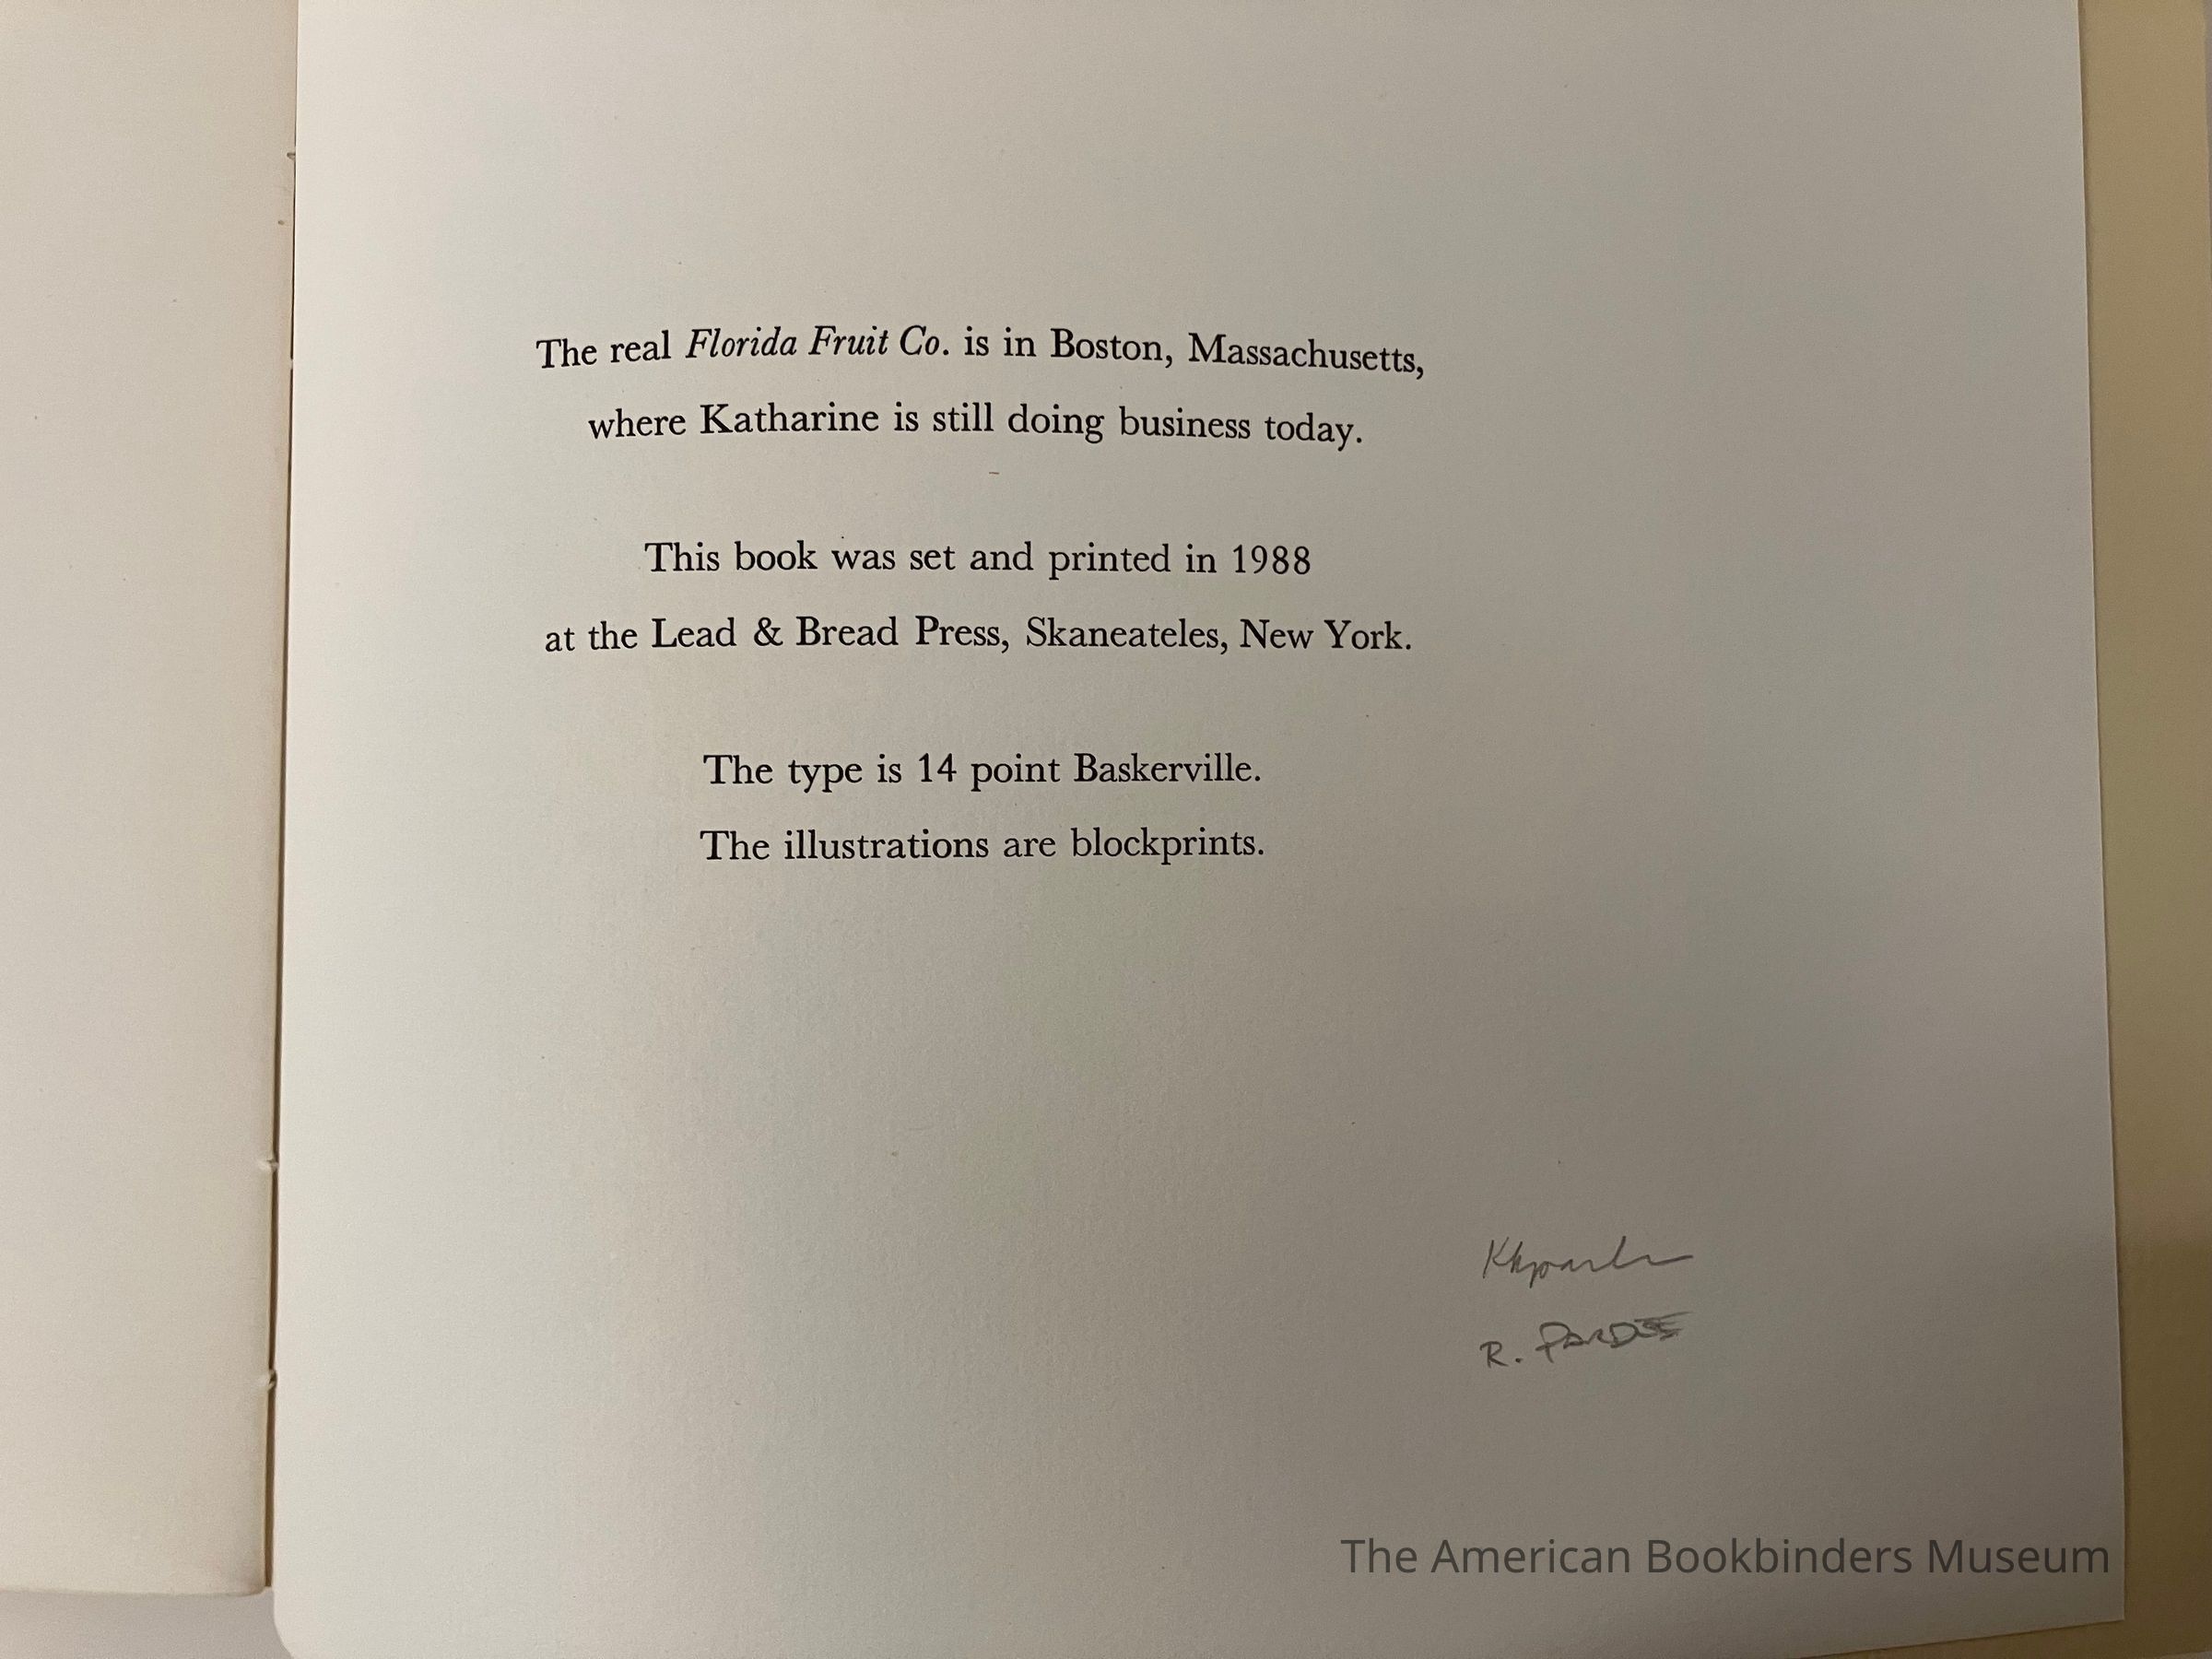 The real Florida Fruit Co. is in Boston, Massachusetts,
where Katharine is still doing business today.
This book was set and printed in 1988
at the Lead & Bread Press, Skaneateles, New York.
The type is 14 point Baskerville.
The illustrations are blockprints.
R. PARDEE
The American Bookbinders Museum